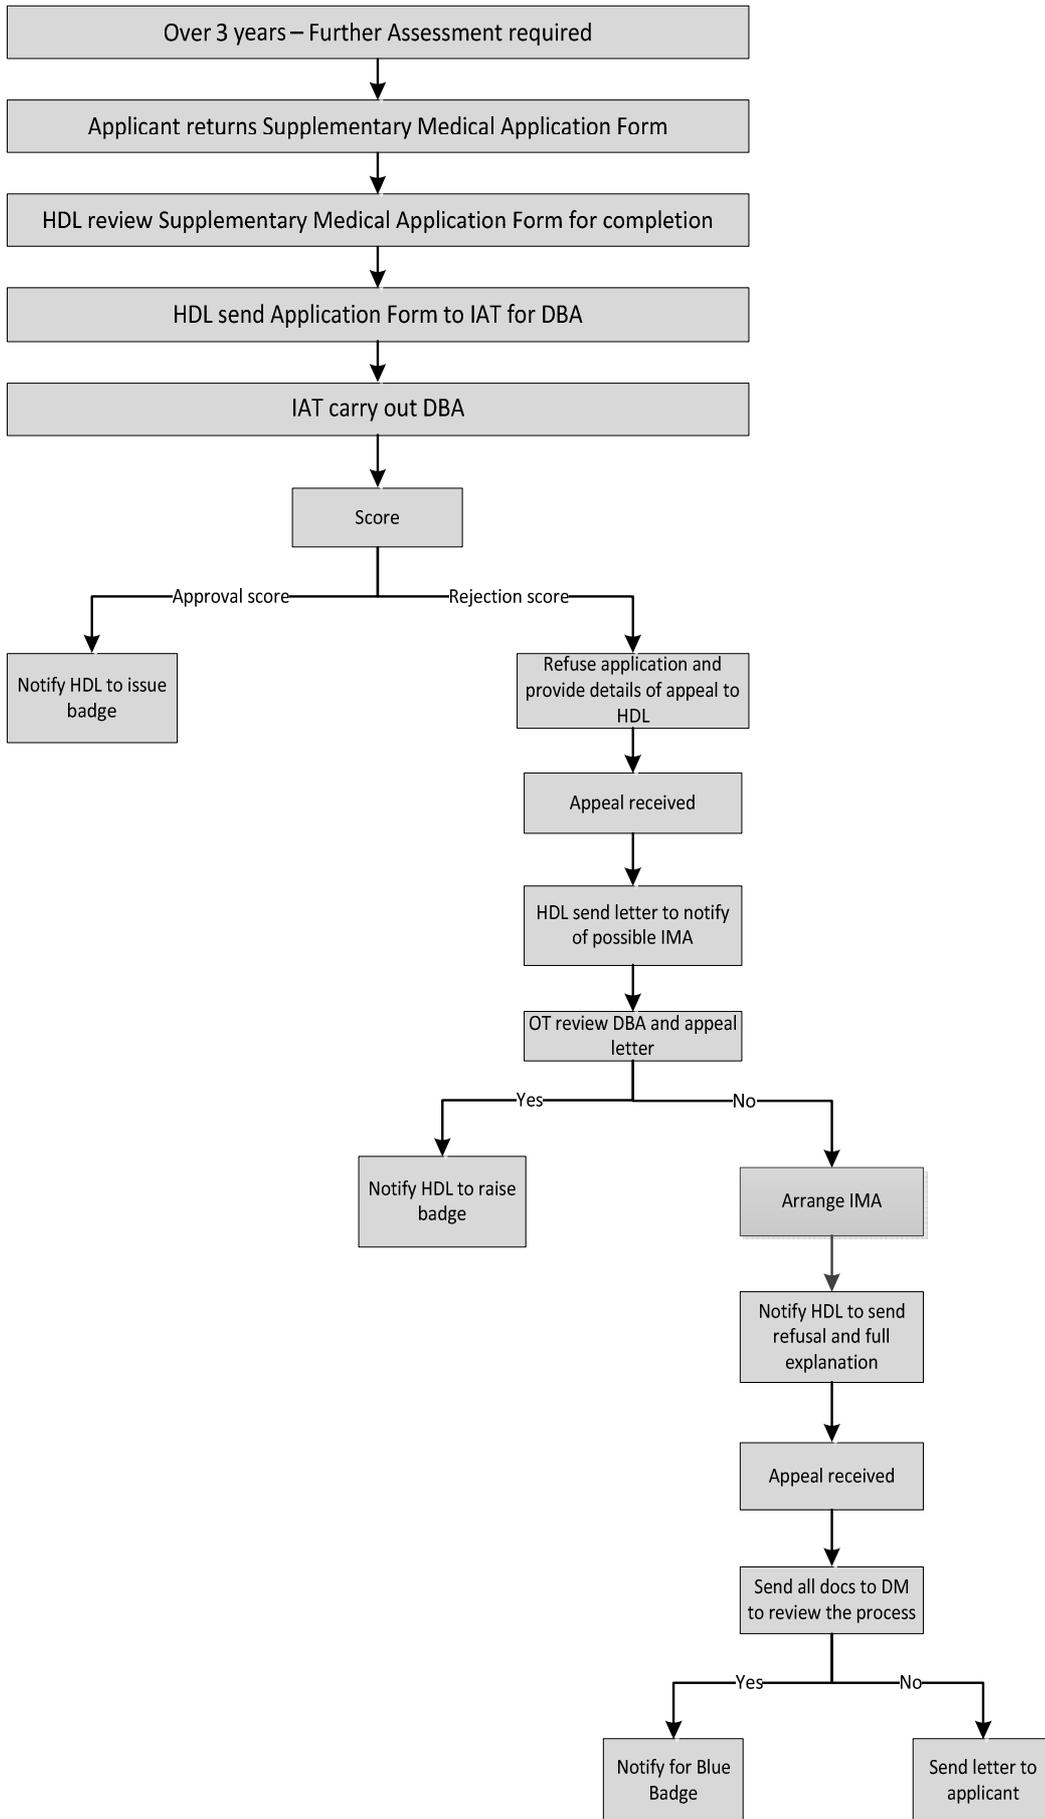 Over 3 years – Further Assessment required
Applicant returns Supplementary Medical Application Form
HDL review Supplementary Medical Application Form for completion
HDL send Application Form to IAT for DBA
IAT carry out DBA
Score
Approval score
Rejection score
Notify HDL to issue
badge
Refuse application and
provide details of appeal to
HDL
Appeal received
HDL send letter to notify
of possible IMA
OT review DBA and appeal
letter
Yes
No
Notify HDL to raise
badge
Arrange IMA
Notify HDL to send
refusal and full
explanation
Appeal received
Send all docs to DM
to review the process
Yes
No
Notify for Blue
Badge
Send letter to
applicant